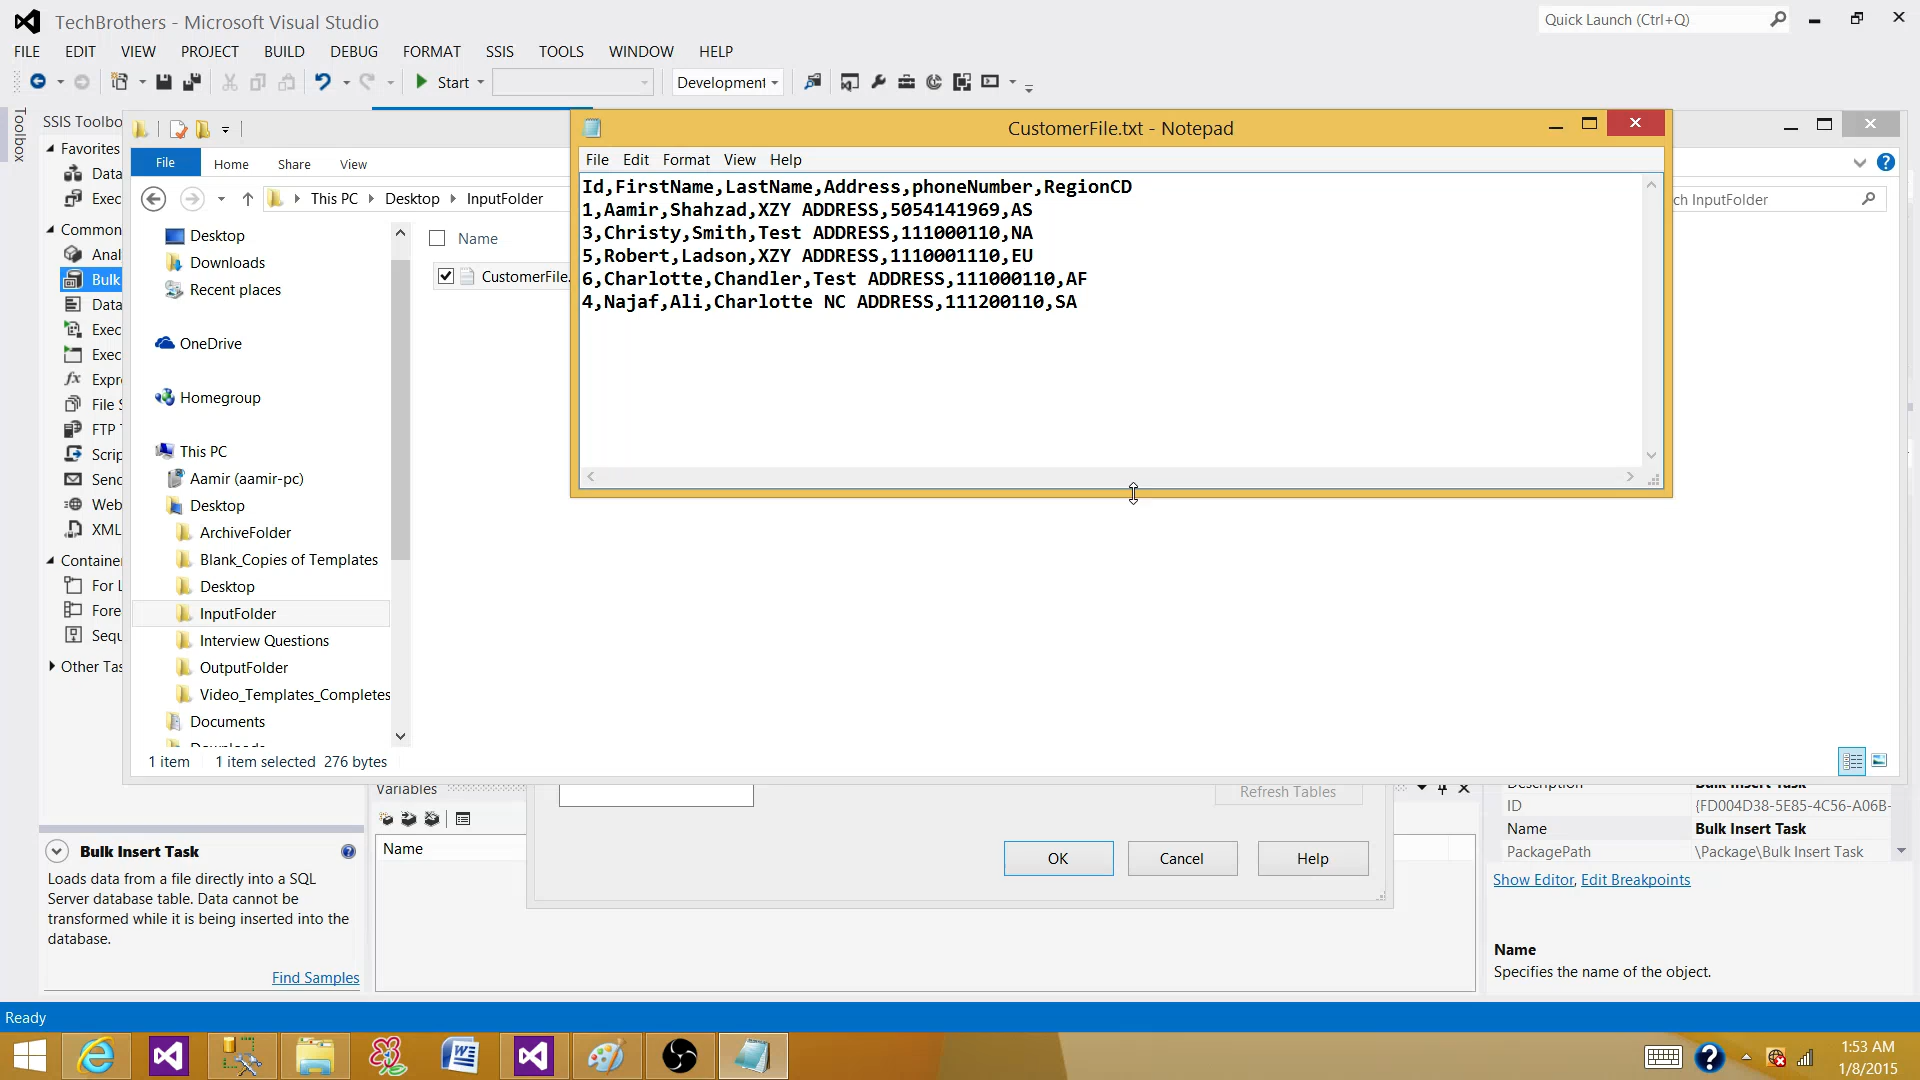 TechBrothers - Microsoft Visual Studio
Quick Launch (Ctrl+Q)
FILE EDIT VIEW PROJECT BUILD DEBUG FORMAT SSIS TOOLS WINDOW HELP
Start
Development
Toolbox
SSIS Toolbo
Favorites
Data
Exec
Common
Anal
Bulk
Data
Exec
Exec
Expre
File S
FTP T
Scrip
Send
Web
XML
Container
For L
Fore
Sequ
Other Tas
File Home Share View
This PC Desktop InputFolder
ch InputFolder
Desktop
Downloads
Recent places
OneDrive
Homegroup
This PC
Aamir (aamir-pc)
Desktop
ArchiveFolder
Blank_Copies of Templates
Desktop
InputFolder
Interview Questions
OutputFolder
Video_Templates_Completes
Documents
Downloads
Name
CustomerFile.
1 item 1 item selected 276 bytes
CustomerFile.txt - Notepad
File Edit Format View Help
Id,FirstName,LastName,Address,phoneNumber,RegionCD
1,Aamir,Shahzad,XZY ADDRESS,5054141969,AS
3,Christy,Smith,Test ADDRESS,111000110,NA
5,Robert,Ladson,XZY ADDRESS,1110001110,EU
6,Charlotte,Chandler,Test ADDRESS,111000110,AF
4,Najaf,Ali,Charlotte NC ADDRESS,111200110,SA
Variables
Name
Refresh Tables
OK Cancel Help
Description Bulk Insert Task
ID {FD004D38-5E85-4C56-A06B-
Name Bulk Insert Task
PackagePath \Package\Bulk Insert Task
Show Editor, Edit Breakpoints
Name
Specifies the name of the object.
Bulk Insert Task
Loads data from a file directly into a SQL
Server database table. Data cannot be
transformed while it is being inserted into the
database.
Find Samples
Ready
1:53 AM
1/8/2015